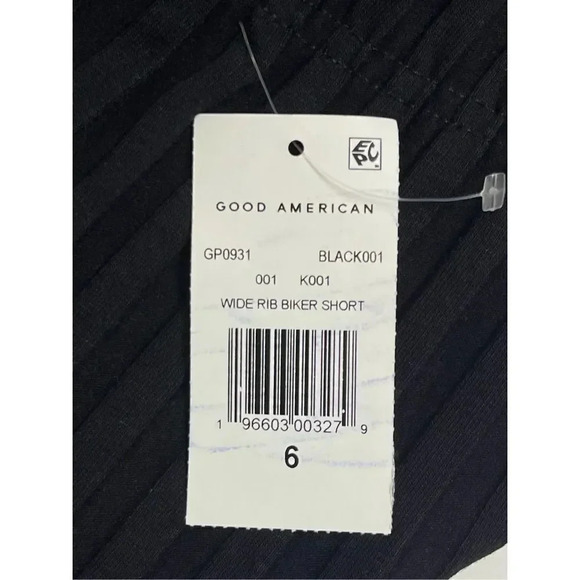 EPC
GOOD AMERICAN
GP0931 BLACK001
001 K001
WIDE RIB BIKER SHORT
1 96603 00327 9
6